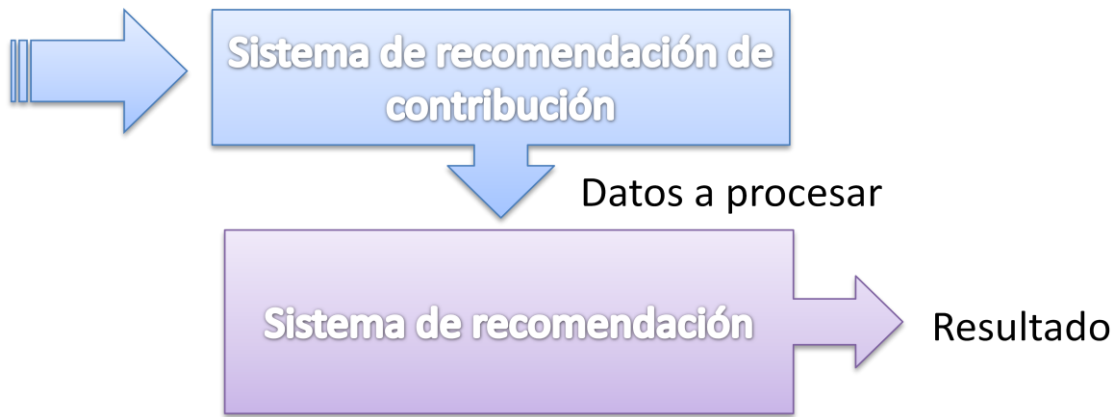 Sistema de recomendación de
contribución
Datos a procesar
Sistema de recomendación
Resultado